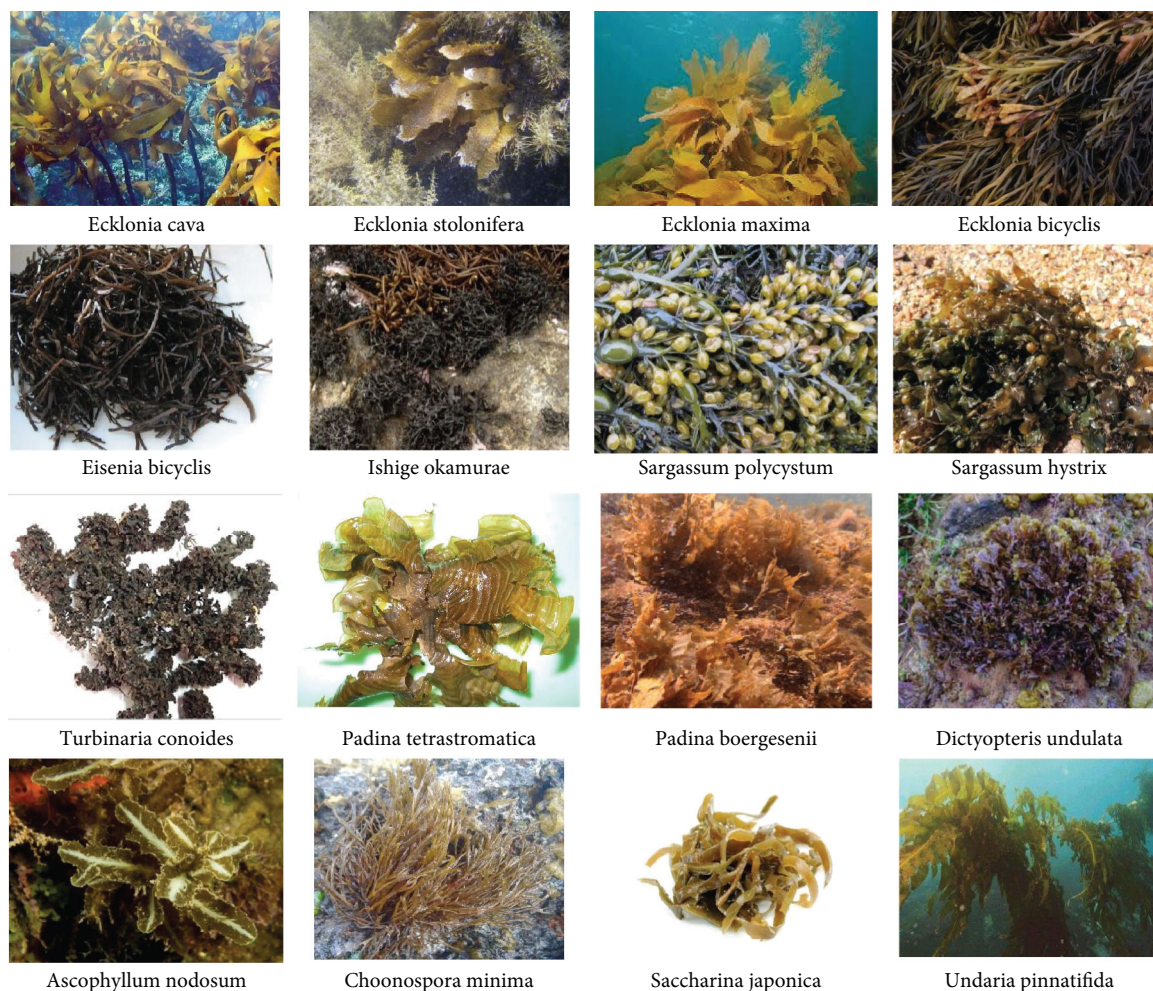 Ecklonia cava
Ecklonia stolonifera
Ecklonia maxima
Ecklonia bicyclis
Eisenia bicyclis
Ishige okamurae
Sargassum polycystum
Sargassum hystrix
Turbinaria conoides
Padina tetrastromatica
Padina boergesenii
Dictyopteris undulata
Ascophyllum nodosum
Choonospora minima
Saccharina japonica
Undaria pinnatifida